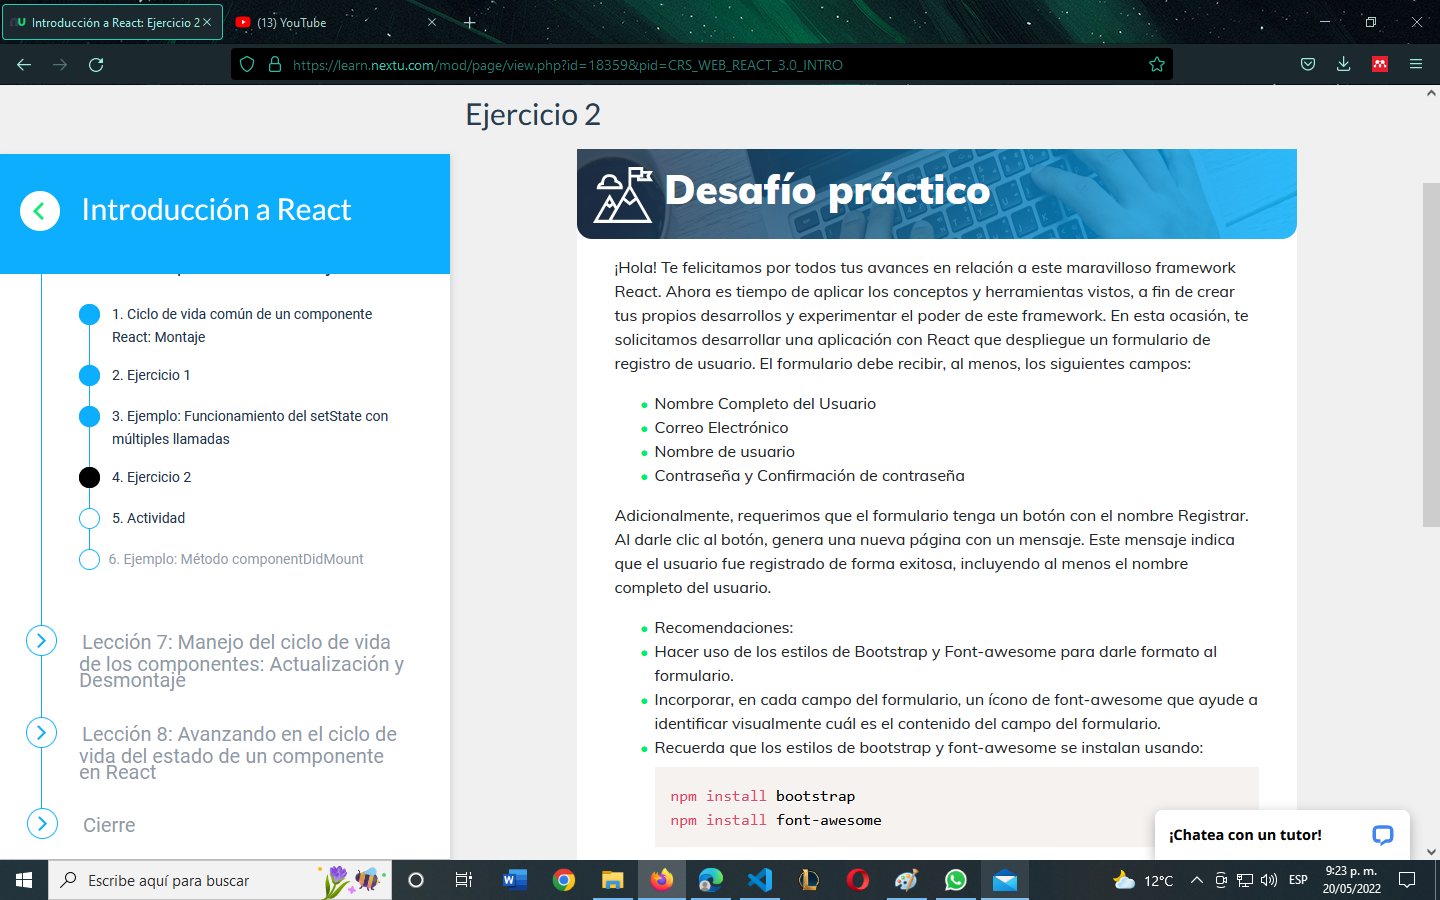 Introducción a React: Ejercicio 2
(13) YouTube
https://learn.nextu.com/mod/page/view.php?id=18359&pid=CRS_WEB_REACT_3.0_INTRO
Ejercicio 2
Introducción a React
1. Ciclo de vida común de un componente
React: Montaje
2. Ejercicio 1
3. Ejemplo: Funcionamiento del setState con
múltiples llamadas
4. Ejercicio 2
5. Actividad
6. Ejemplo: Método componentDidMount
Lección 7: Manejo del ciclo de vida
de los componentes: Actualización y
Desmontaje
Lección 8: Avanzando en el ciclo de
vida del estado de un componente
en React
Cierre
Desafío práctico
¡Hola! Te felicitamos por todos tus avances en relación a este maravilloso framework
React. Ahora es tiempo de aplicar los conceptos y herramientas vistos, a fin de crear
tus propios desarrollos y experimentar el poder de este framework. En esta ocasión, te
solicitamos desarrollar una aplicación con React que despliegue un formulario de
registro de usuario. El formulario debe recibir, al menos, los siguientes campos:
Nombre Completo del Usuario
Correo Electrónico
Nombre de usuario
Contraseña y Confirmación de contraseña
Adicionalmente, requerimos que el formulario tenga un botón con el nombre Registrar.
Al darle clic al botón, genera una nueva página con un mensaje. Este mensaje indica
que el usuario fue registrado de forma exitosa, incluyendo al menos el nombre
completo del usuario.
Recomendaciones:
Hacer uso de los estilos de Bootstrap y Font-awesome para darle formato al
formulario.
Incorporar, en cada campo del formulario, un ícono de font-awesome que ayude a
identificar visualmente cuál es el contenido del campo del formulario.
Recuerda que los estilos de bootstrap y font-awesome se instalan usando:
npm install bootstrap
npm install font-awesome
¡Chatea con un tutor!
Escribe aquí para buscar
12°C
ESP
9:23 p. m.
20/05/2022